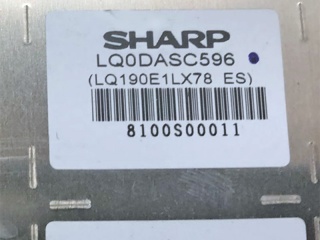 SHARP
LQ0DASC596
(LQ190E1LX78 ES)
8100S00011